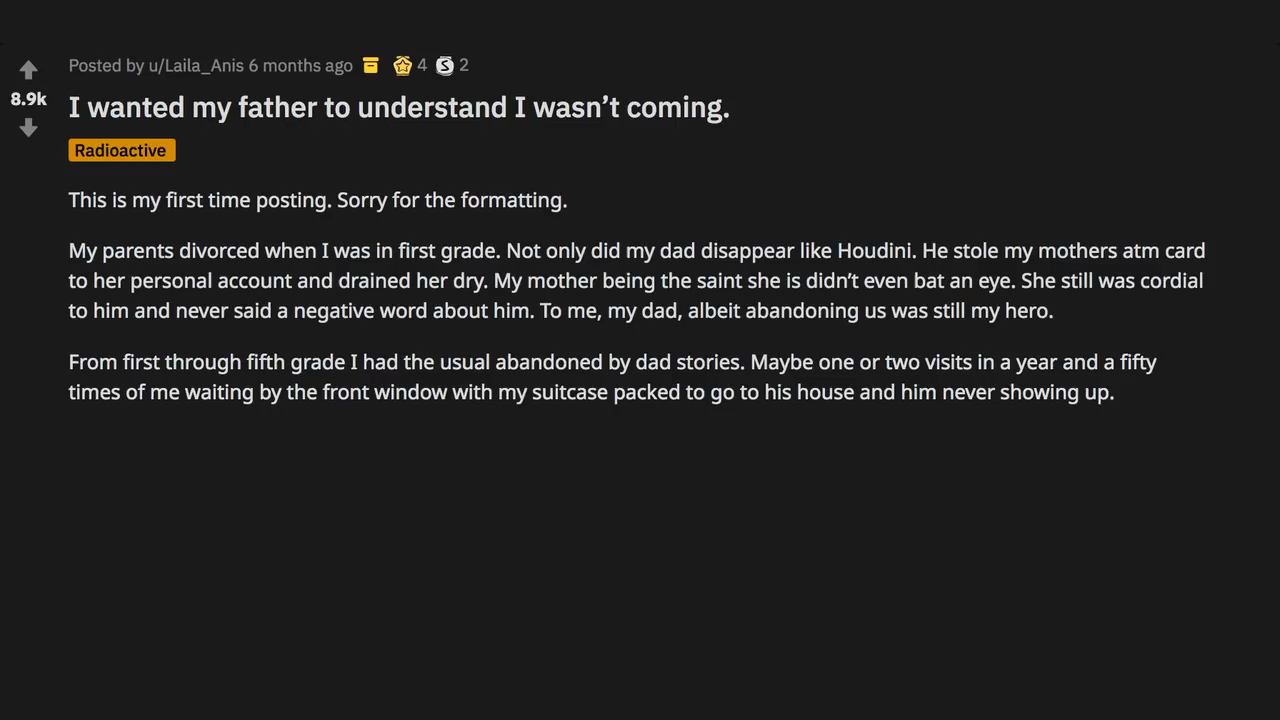 Posted by u/Laila_Anis 6 months ago 4 S 2
8.9k
I wanted my father to understand I wasn’t coming.
Radioactive
This is my first time posting. Sorry for the formatting.
My parents divorced when I was in first grade. Not only did my dad disappear like Houdini. He stole my mothers atm card
to her personal account and drained her dry. My mother being the saint she is didn’t even bat an eye. She still was cordial
to him and never said a negative word about him. To me, my dad, albeit abandoning us was still my hero.
From first through fifth grade I had the usual abandoned by dad stories. Maybe one or two visits in a year and a fifty
times of me waiting by the front window with my suitcase packed to go to his house and him never showing up.